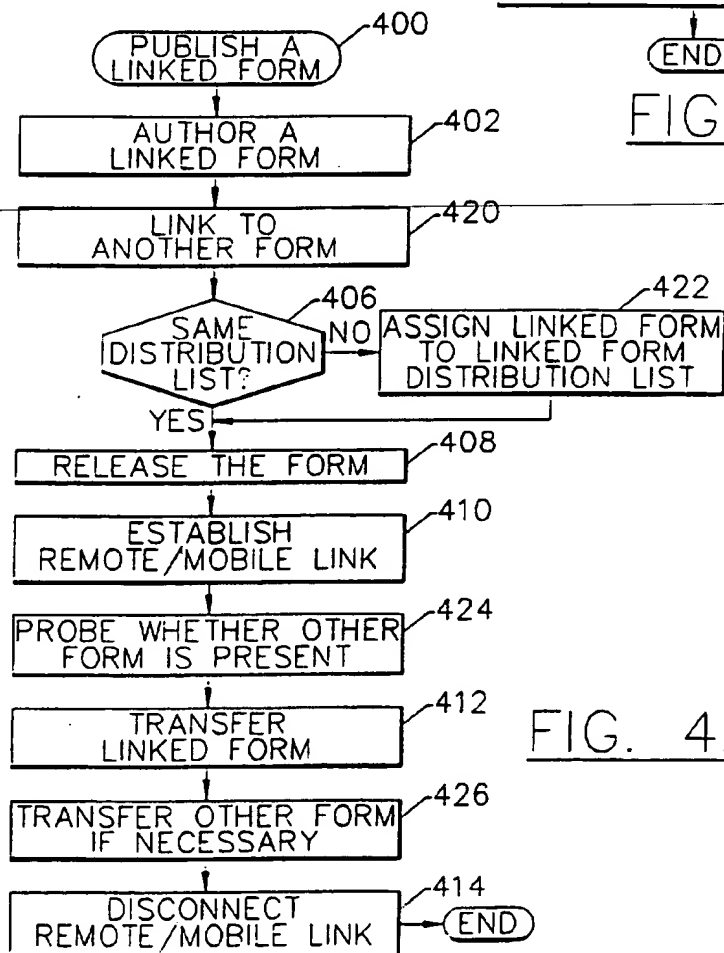 PUBLISH A
LINKED FORM
400
END
FIG
AUTHOR A
LINKED FORM
402
LINK TO
ANOTHER FORM
420
SAME
DISTRIBUTION
LIST?
406
NO
ASSIGN LINKED FORM
TO LINKED FORM
DISTRIBUTION LIST
422
YES
RELEASE THE FORM
408
ESTABLISH
REMOTE/MOBILE LINK
410
PROBE WHETHER OTHER
FORM IS PRESENT
424
TRANSFER
LINKED FORM
412
FIG. 4
TRANSFER OTHER FORM
IF NECESSARY
426
DISCONNECT
REMOTE/MOBILE LINK
414
END